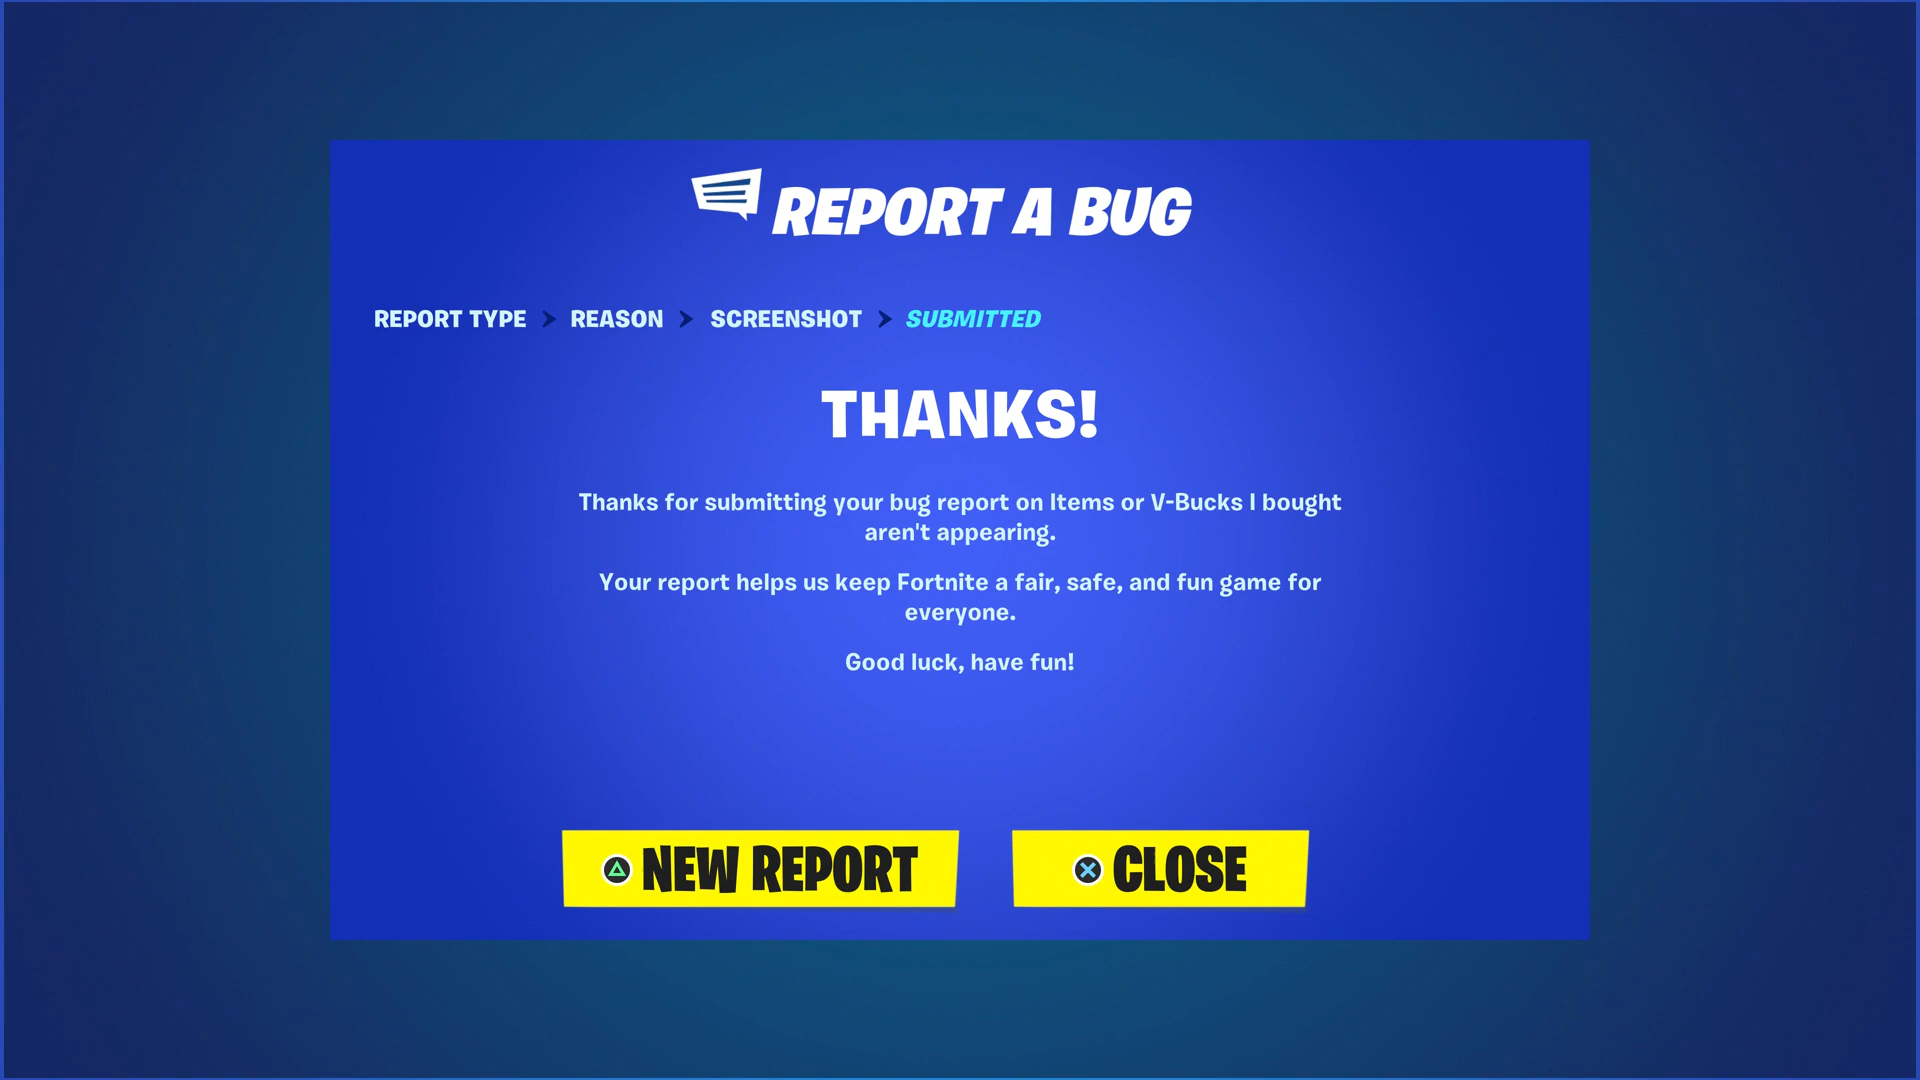 REPORT A BUG
REPORT TYPE > REASON > SCREENSHOT > SUBMITTED
THANKS!
Thanks for submitting your bug report on Items or V-Bucks I bought
aren't appearing.
Your report helps us keep Fortnite a fair, safe, and fun game for
everyone.
Good luck, have fun!
NEW REPORT CLOSE